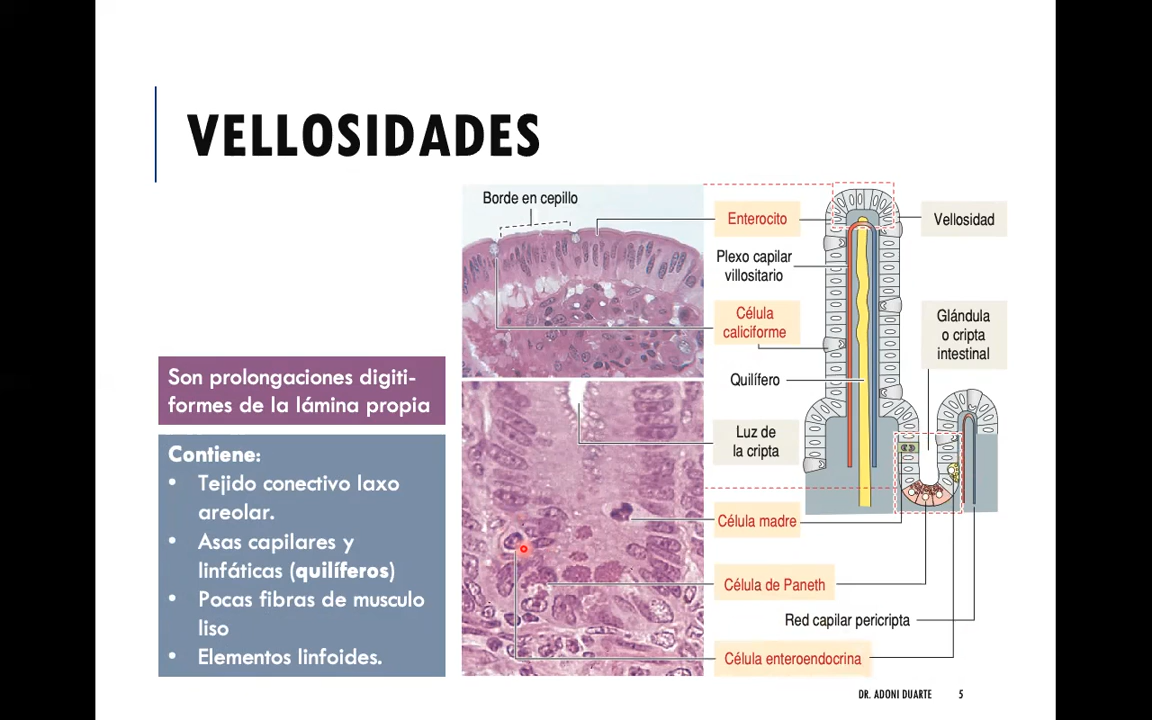 VELLOSIDADES
Son prolongaciones digiti-
formes de la lámina propia
Contiene:
• Tejido conectivo laxo
areolar.
• Asas capilares y
linfáticas (quilíferos)
• Pocas fibras de musculo
liso
• Elementos linfoides.
Borde en cepillo
Enterocito
Vellosidad
Plexo capilar
villositario
Célula
caliciforme
Glándula
o cripta
intestinal
Quilífero
Luz de
la cripta
Célula madre
Célula de Paneth
Red capilar pericripta
Célula enteroendocrina
DR. ADONI DUARTE
5